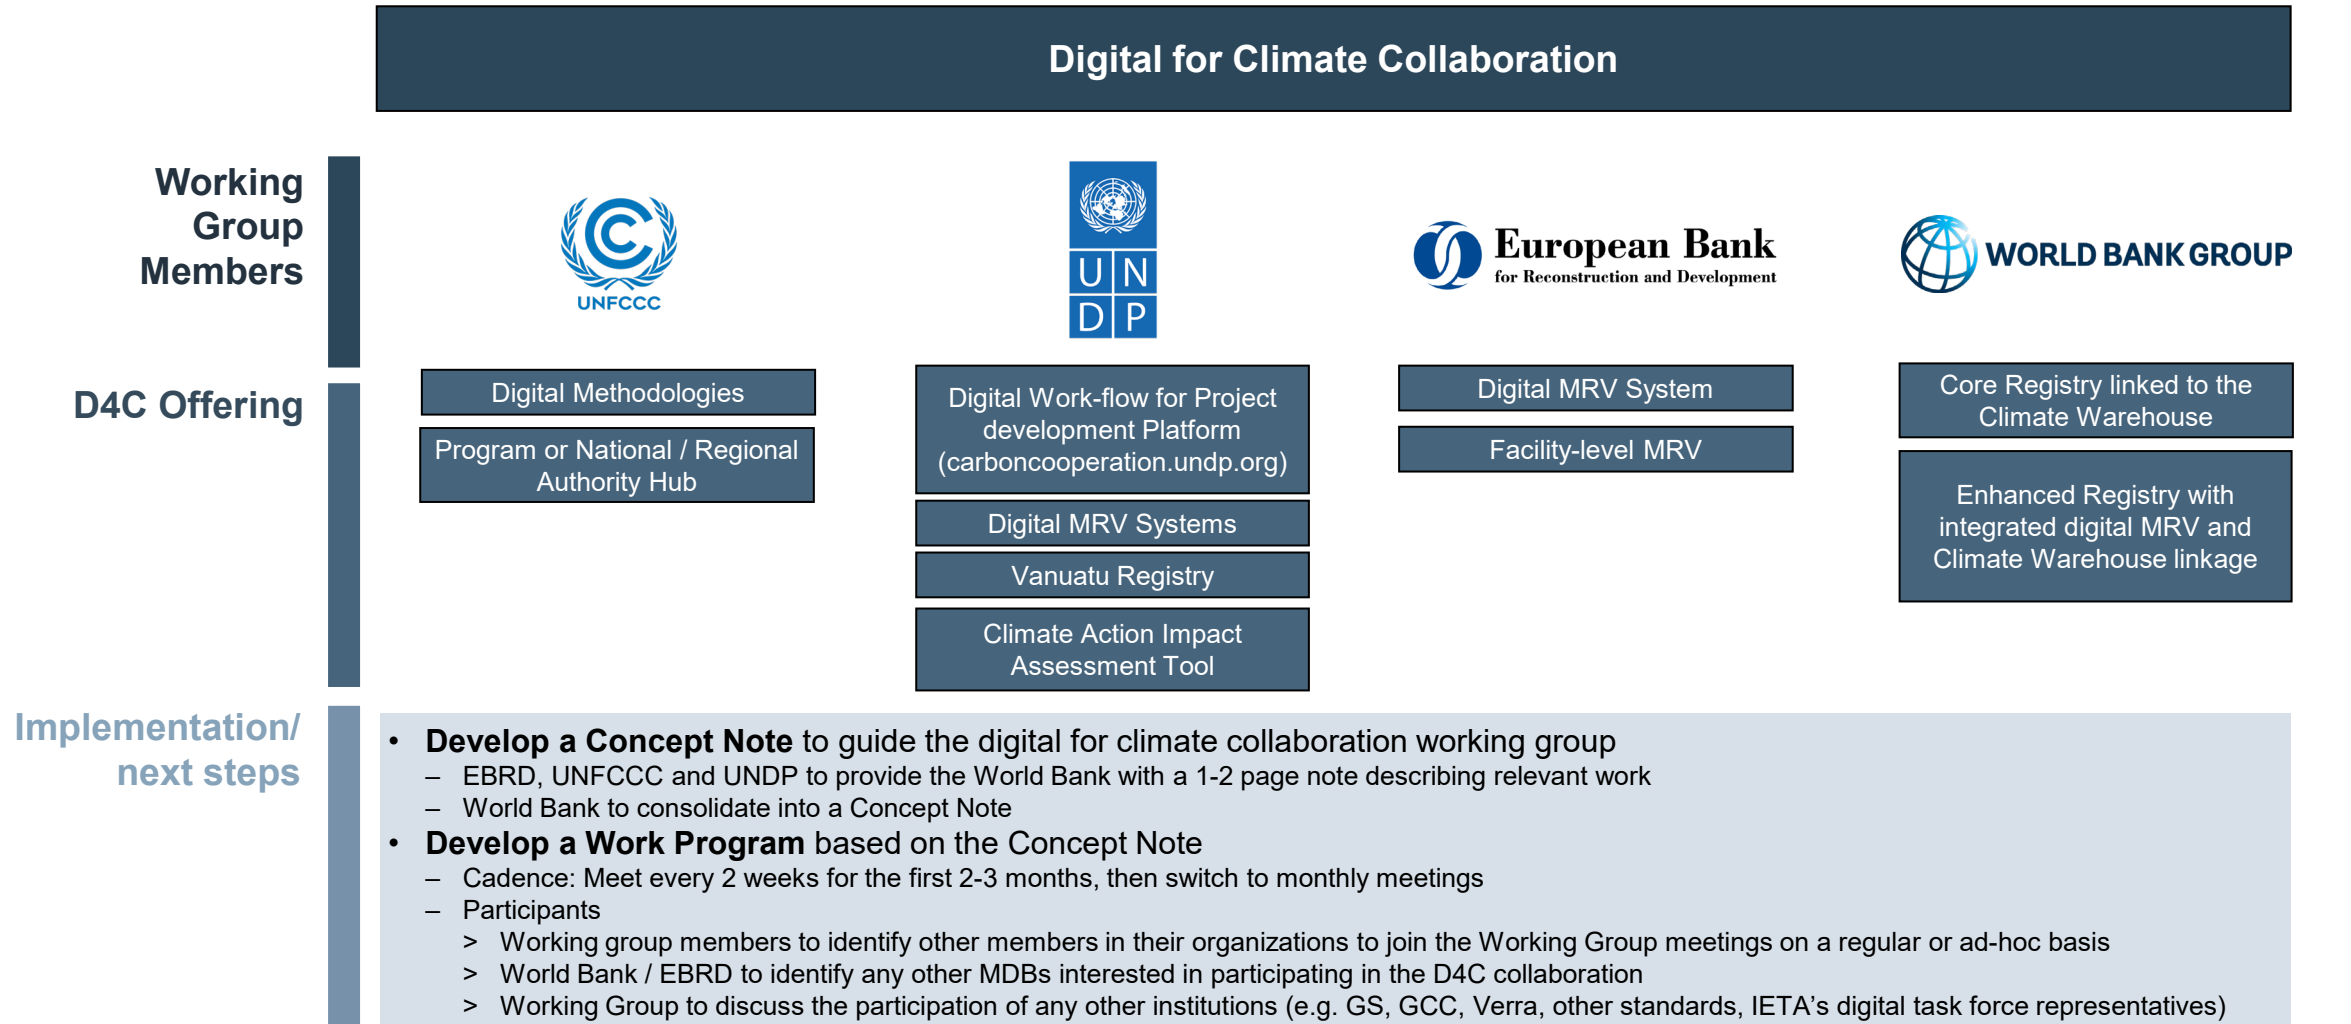 Digital for Climate Collaboration
Working
Group
Members
UNFCCC
U N
D P
European Bank
for Reconstruction and Development
WORLD BANK GROUP
D4C Offering
Digital Methodologies
Program or National / Regional
Authority Hub
Digital Work-flow for Project
development Platform
(carboncooperation.undp.org)
Digital MRV Systems
Vanuatu Registry
Climate Action Impact
Assessment Tool
Digital MRV System
Facility-level MRV
Core Registry linked to the
Climate Warehouse
Enhanced Registry with
integrated digital MRV and
Climate Warehouse linkage
Implementation/
next steps
• Develop a Concept Note to guide the digital for climate collaboration working group
– EBRD, UNFCCC and UNDP to provide the World Bank with a 1-2 page note describing relevant work
– World Bank to consolidate into a Concept Note
• Develop a Work Program based on the Concept Note
– Cadence: Meet every 2 weeks for the first 2-3 months, then switch to monthly meetings
– Participants
> Working group members to identify other members in their organizations to join the Working Group meetings on a regular or ad-hoc basis
> World Bank / EBRD to identify any other MDBs interested in participating in the D4C collaboration
> Working Group to discuss the participation of any other institutions (e.g. GS, GCC, Verra, other standards, IETA’s digital task force representatives)